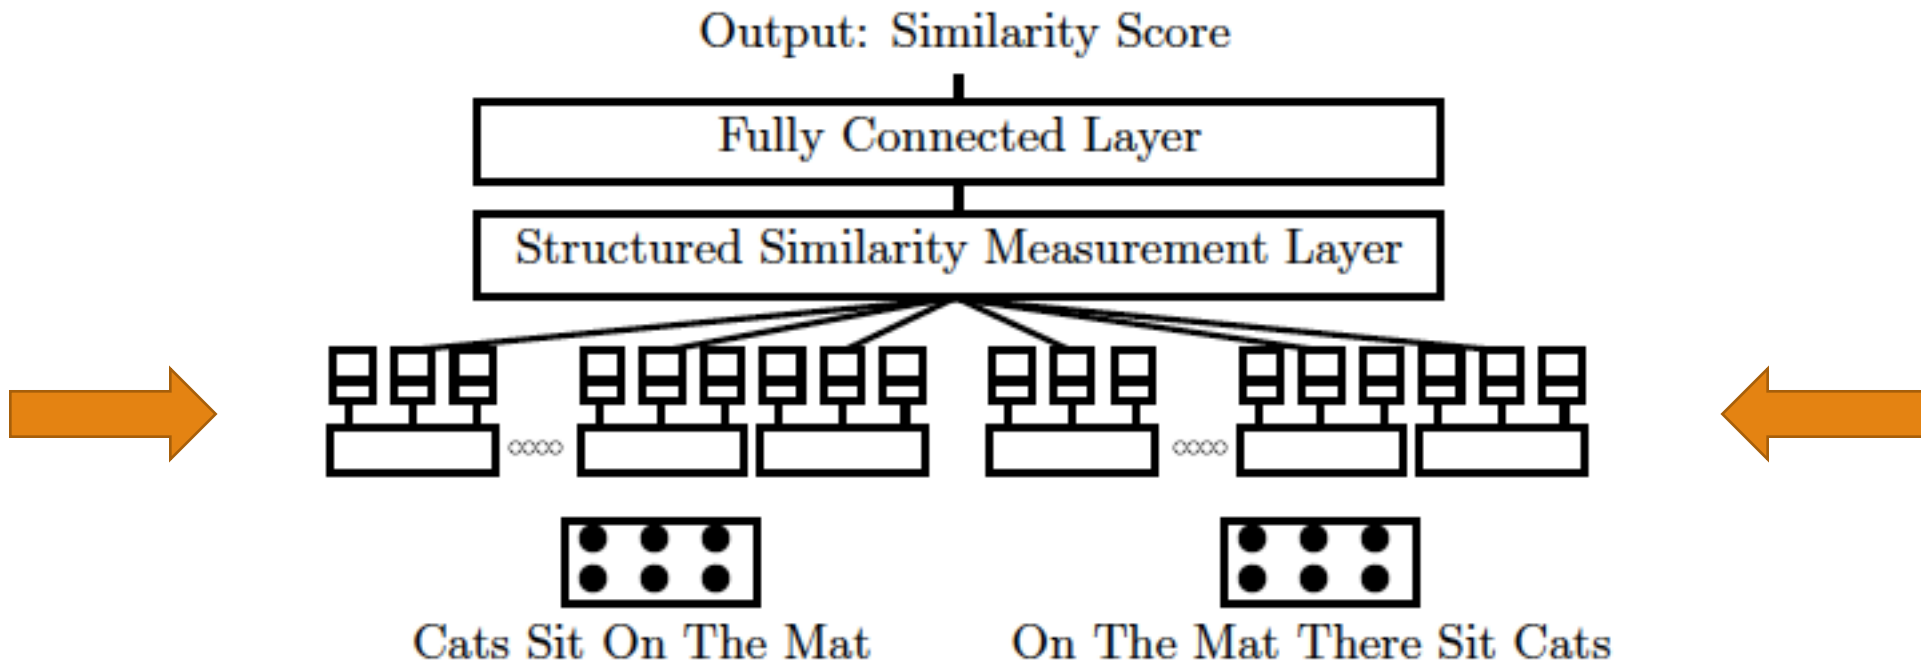 Output: Similarity Score
Fully Connected Layer
Structured Similarity Measurement Layer
Cats Sit On The Mat
On The Mat There Sit Cats